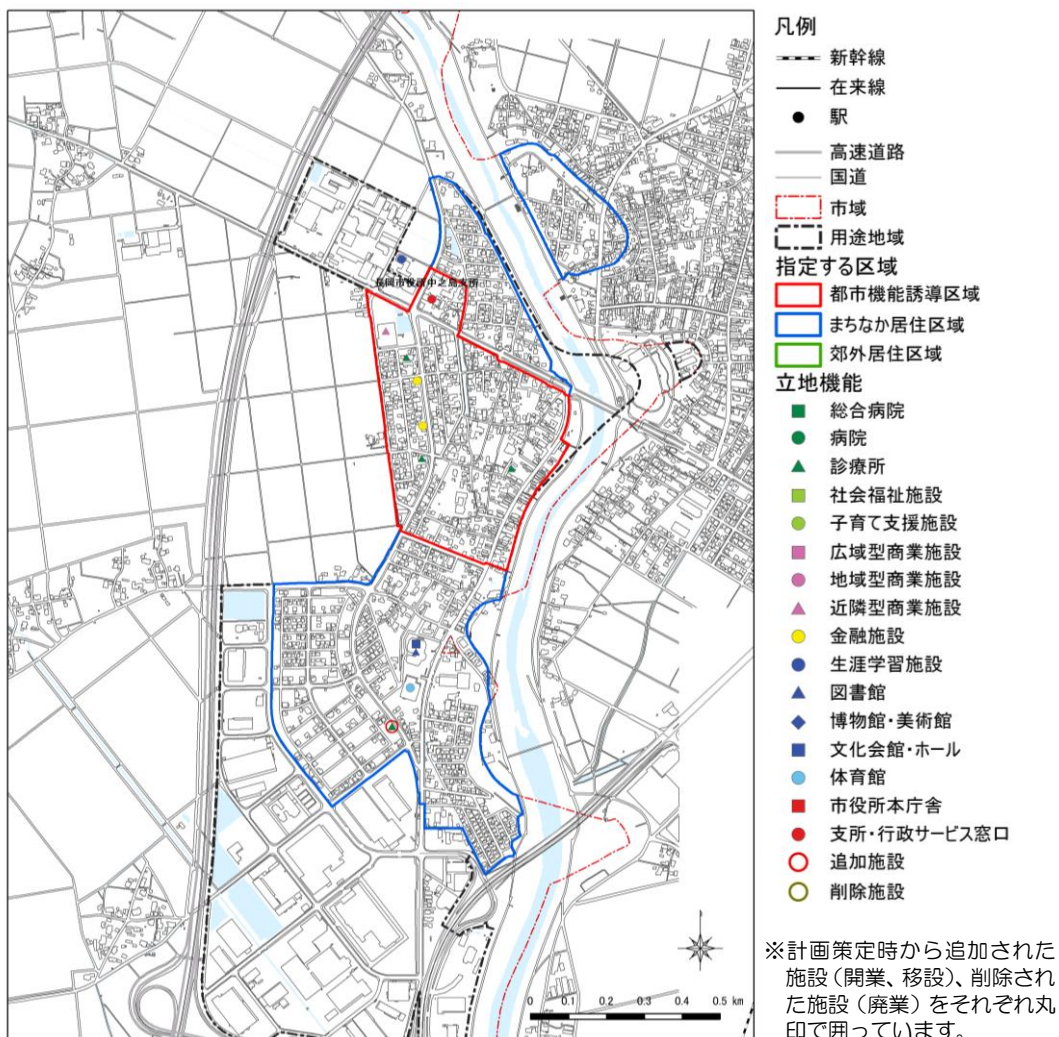 長岡市役所中之島支所
0 0.1 0.2 0.3 0.4 0.5 km
凡例
新幹線
在来線
駅
高速道路
国道
市域
用途地域
指定する区域
都市機能誘導区域
まちなか居住区域
郊外居住区域
立地機能
総合病院
病院
診療所
社会福祉施設
子育て支援施設
広域型商業施設
地域型商業施設
近隣型商業施設
金融施設
生涯学習施設
図書館
博物館・美術館
文化会館・ホール
体育館
市役所本庁舎
支所・行政サービス窓口
追加施設
削除施設
※計画策定時から追加された
施設（開業、移設）、削除され
た施設（廃業）をそれぞれ丸
印で囲っています。